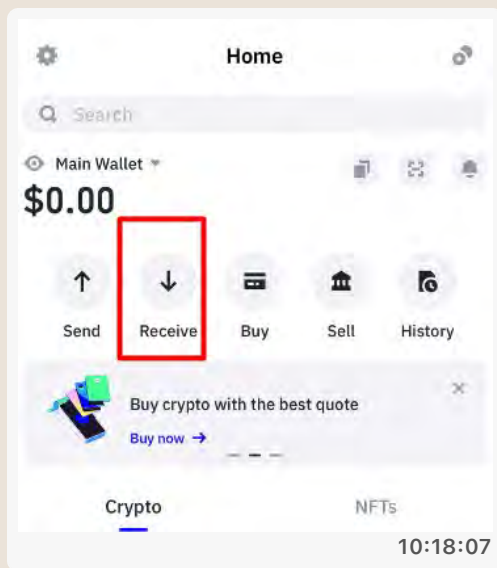 Home
Search
Main Wallet
$0.00
Send Receive Buy Sell History
Buy crypto with the best quote
Buy now →
Crypto NFTs
10:18:07